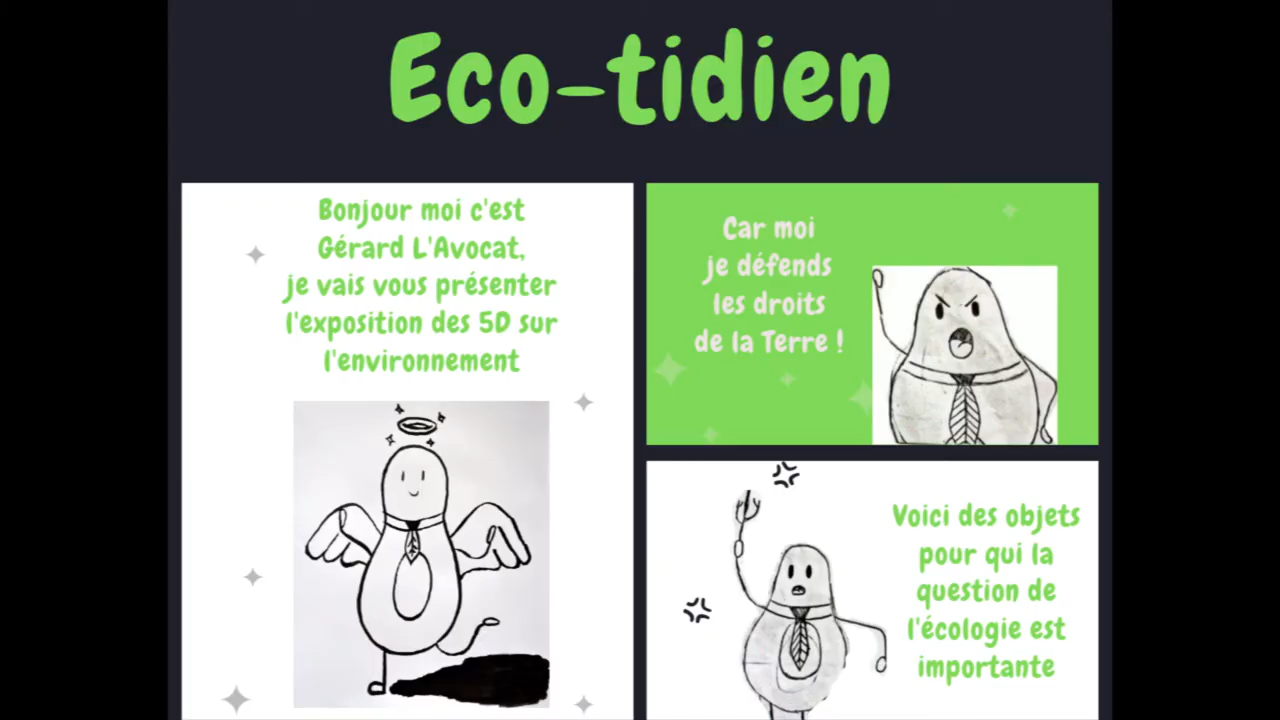 Eco-tidien
Bonjour moi c'est
Gérard L'Avocat,
je vais vous présenter
l'exposition des 5D sur
l'environnement
Car moi
je défends
les droits
de la Terre !
Voici des objets
pour qui la
question de
l'écologie est
importante